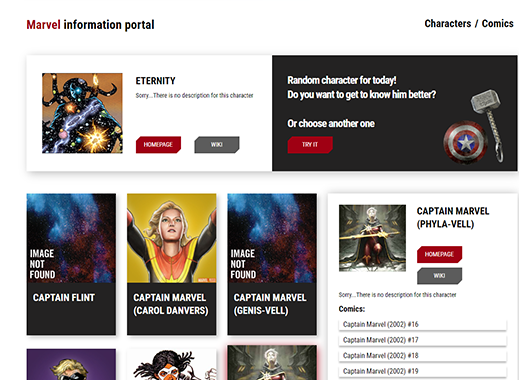 Marvel information portal
Characters / Comics
ETERNITY
Sorry...There is no description for this character
HOMEPAGE
WIKI
Random character for today!
Do you want to get to know him better?
Or choose another one
TRY IT
IMAGE
NOT
FOUND
CAPTAIN FLINT
CAPTAIN MARVEL
(CAROL DANVERS)
IMAGE
NOT
FOUND
CAPTAIN MARVEL
(GENIS-VELL)
CAPTAIN MARVEL
(PHYLA-VELL)
HOMEPAGE
WIKI
Sorry...There is no description for this character
Comics:
Captain Marvel (2002) #16
Captain Marvel (2002) #17
Captain Marvel (2002) #18
Captain Marvel (2002) #19